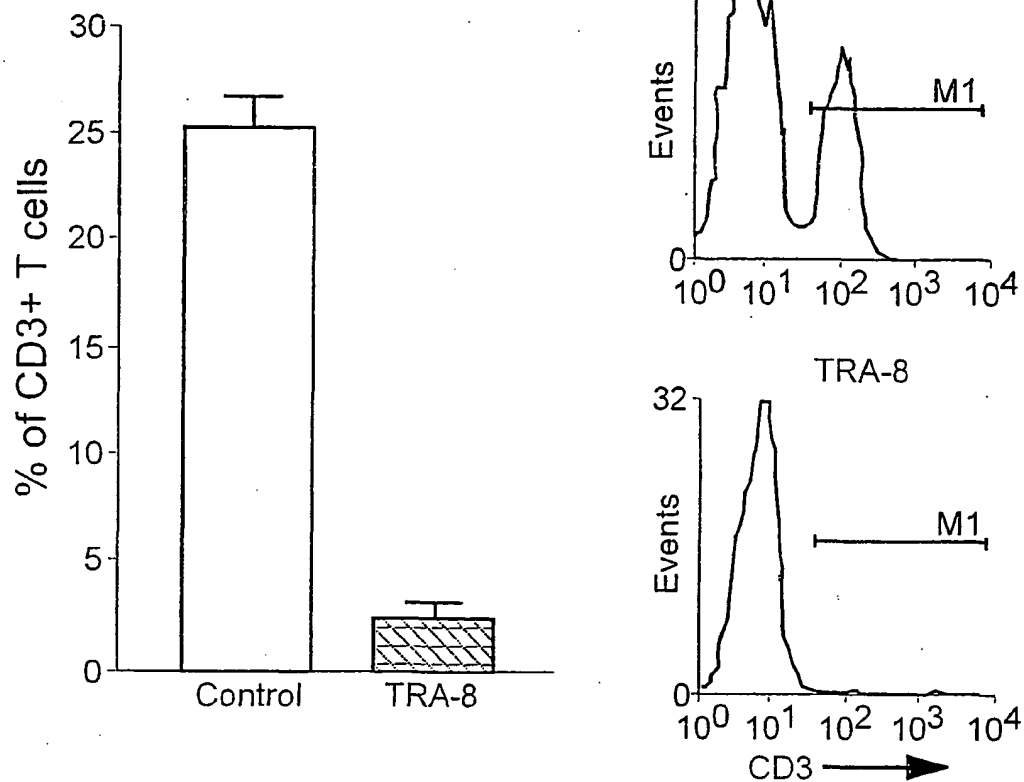 % of CD3+ T cells
30
25
20
15
10
5
0
Control TRA-8
Events
M1
0
10⁰ 10¹ 10² 10³ 10⁴
TRA-8
32
Events
M1
0
10⁰ 10¹ 10² 10³ 10⁴
CD3